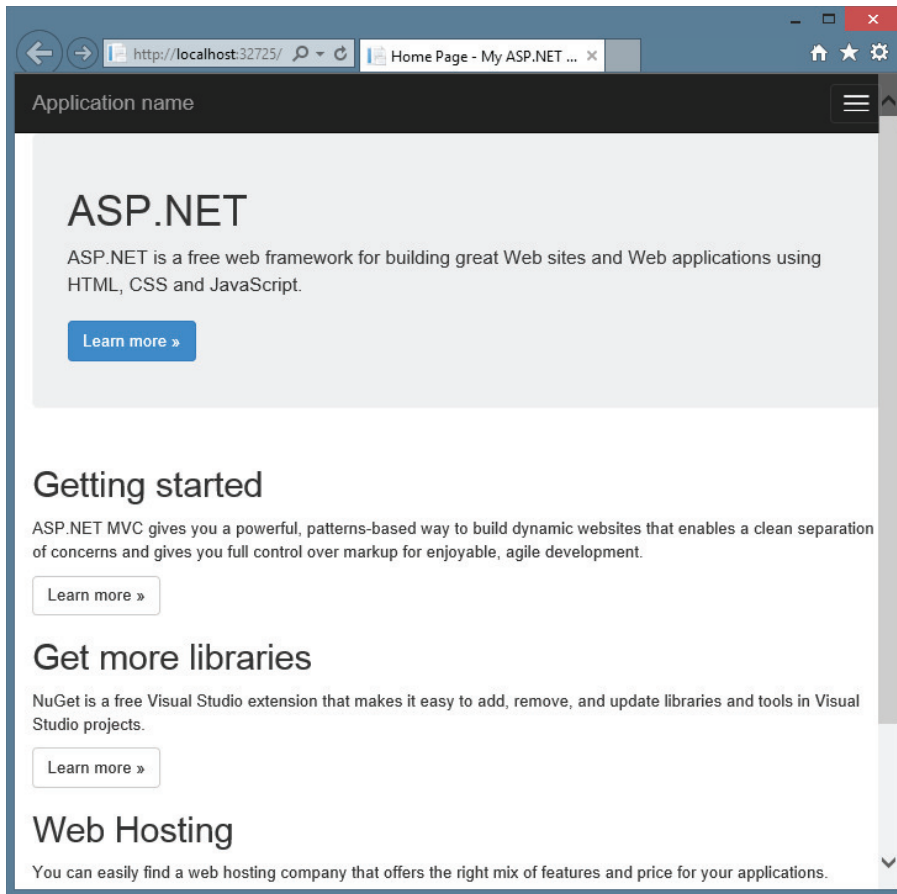 http://localhost:32725/
Home Page - My ASP.NET ...
Application name
ASP.NET
ASP.NET is a free web framework for building great Web sites and Web applications using
HTML, CSS and JavaScript.
Learn more »
Getting started
ASP.NET MVC gives you a powerful, patterns-based way to build dynamic websites that enables a clean separation
of concerns and gives you full control over markup for enjoyable, agile development.
Learn more »
Get more libraries
NuGet is a free Visual Studio extension that makes it easy to add, remove, and update libraries and tools in Visual
Studio projects.
Learn more »
Web Hosting
You can easily find a web hosting company that offers the right mix of features and price for your applications.